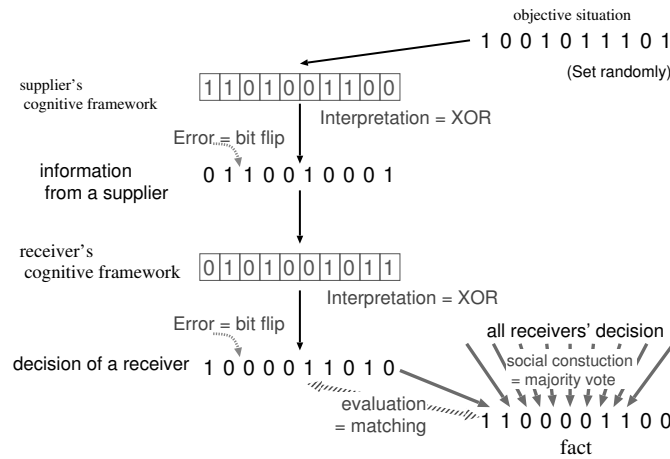 objective situation
1 0 0 1 0 1 1 1 0 1
(Set randomly)
supplier's
cognitive framework
1 1 0 1 0 0 1 1 0 0
Interpretation = XOR
Error = bit flip
information
from a supplier
0 1 1 0 0 1 0 0 0 1
receiver's
cognitive framework
0 1 0 1 0 0 1 0 1 1
Interpretation = XOR
Error = bit flip
all receivers' decision
decision of a receiver
1 0 0 0 0 1 1 0 1 0
social constuction
= majority vote
evaluation
= matching
1 1 0 0 0 0 1 1 0 0
fact